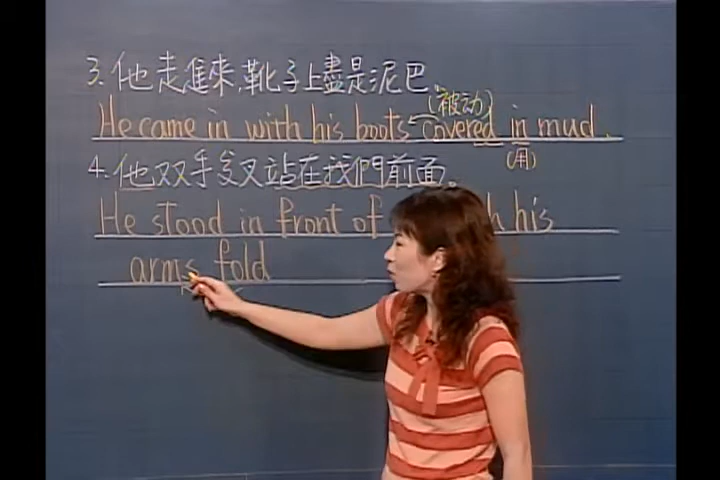 3. 他走進來,靴子上盡是泥巴.
(被动)
He came in with his boots covered in mud.
(用)
4. 他双手交叉站在我們前面。
He stood in front of h his
arms fold